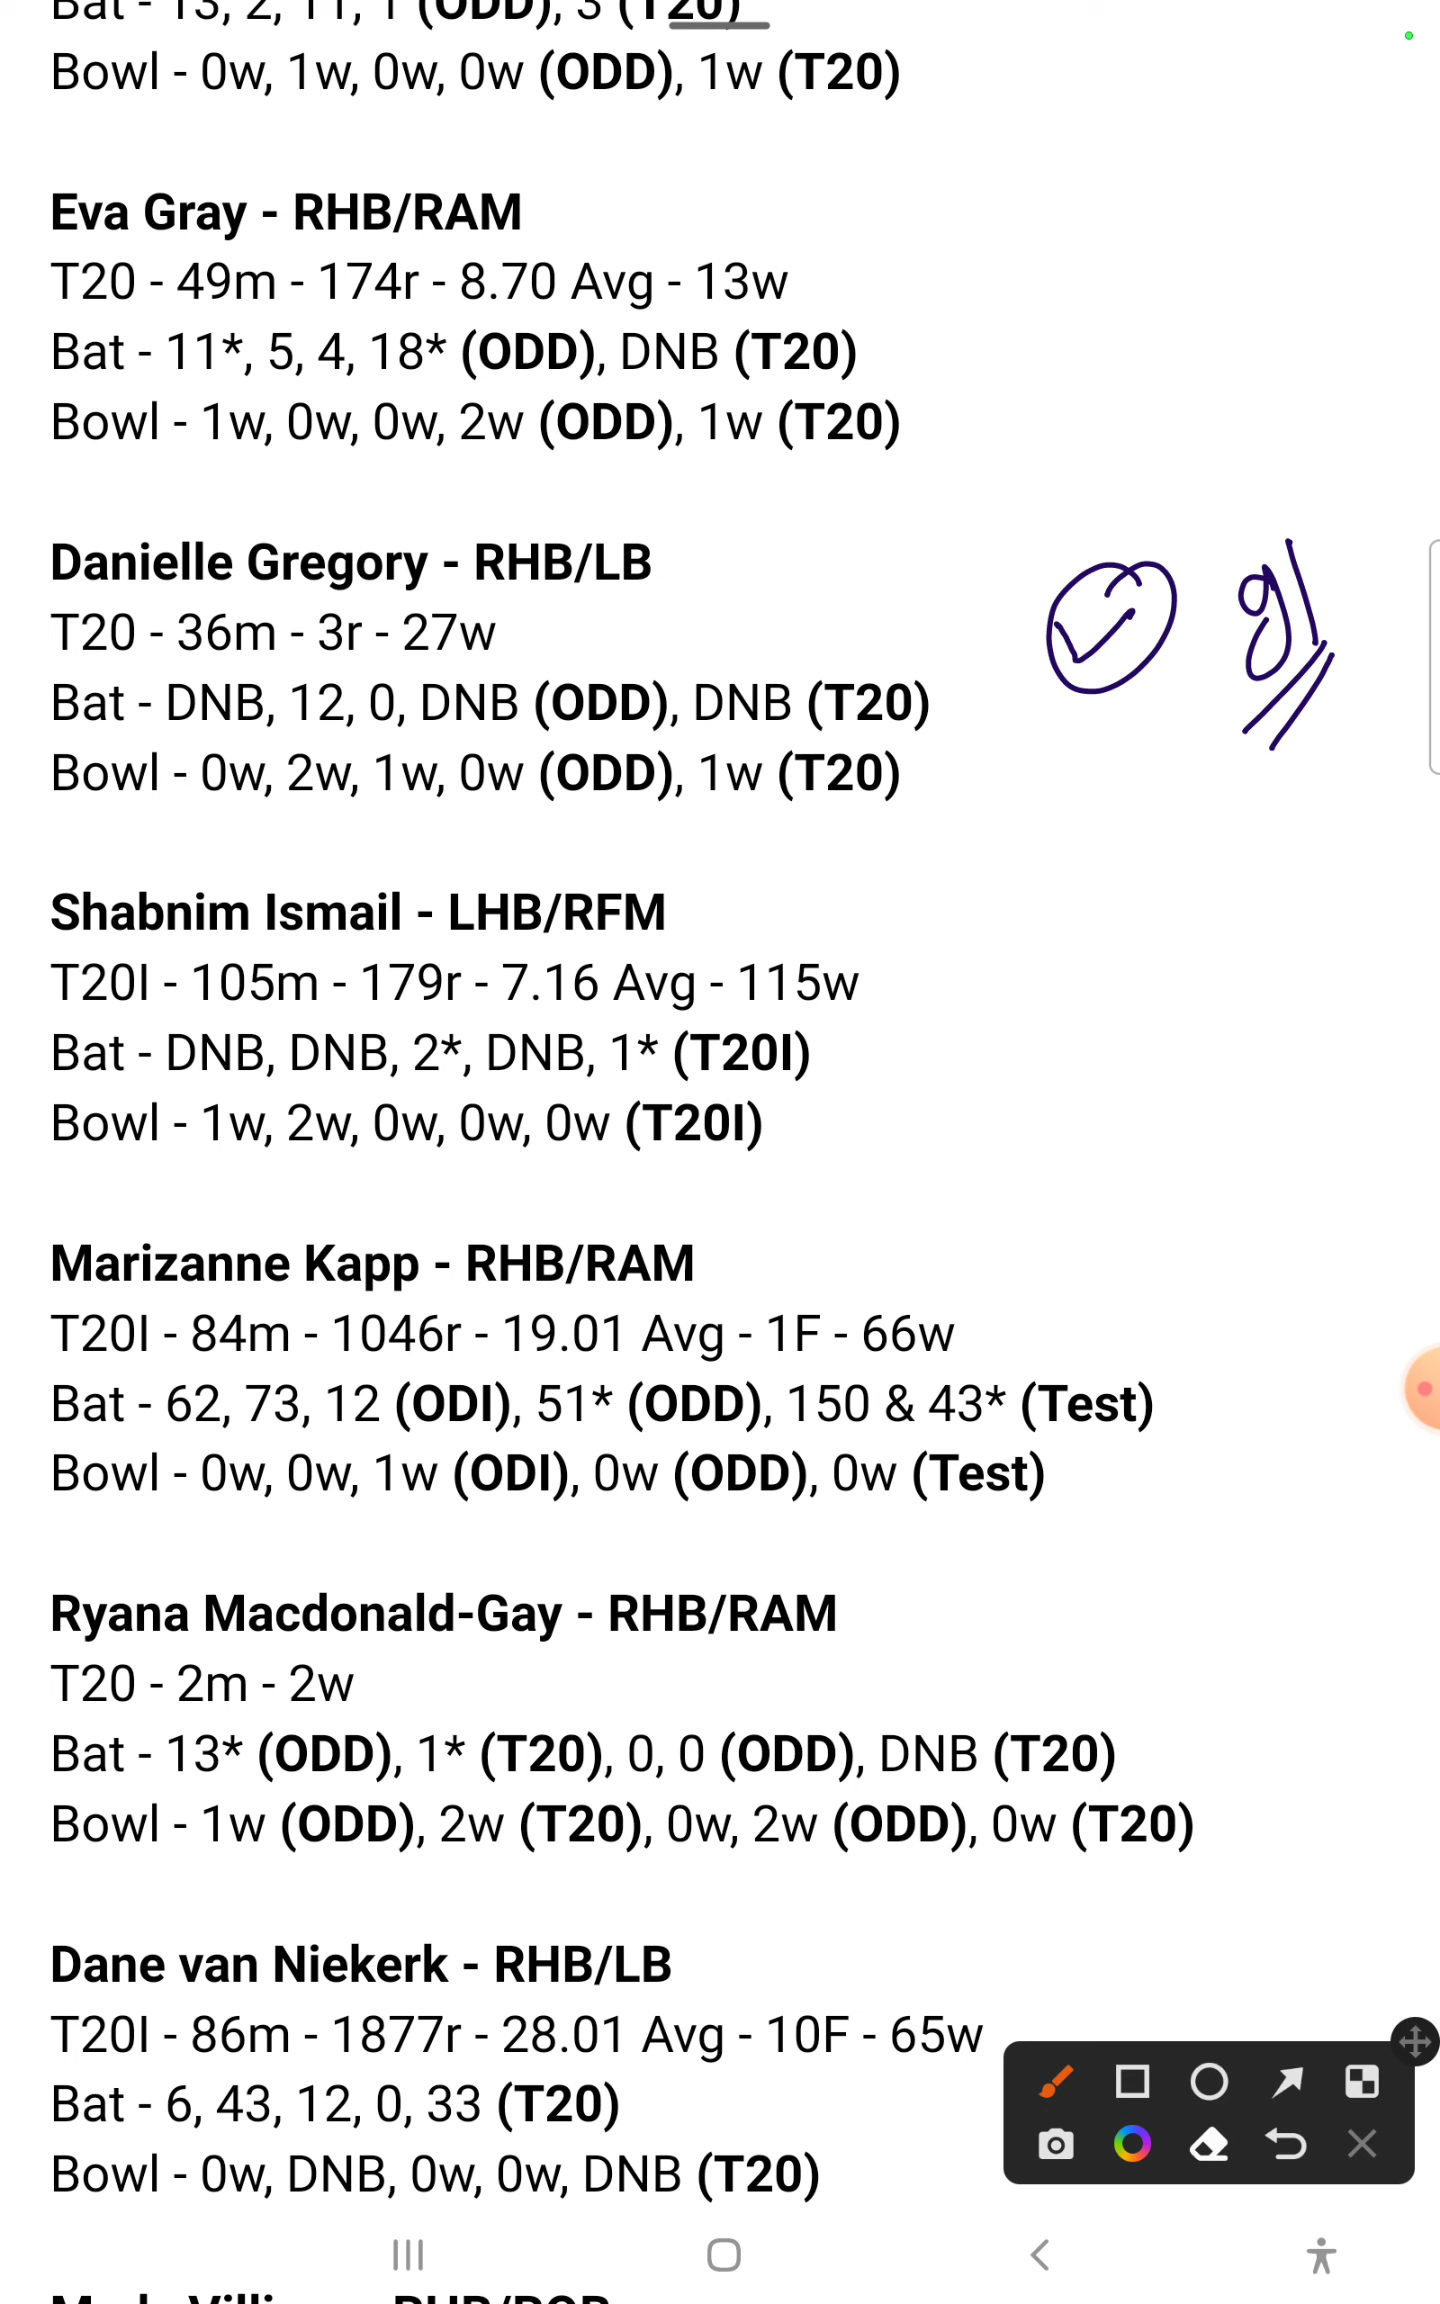 Bat - 13, 2, 11, 1 (ODD), 3 (T20)
Bowl - 0w, 1w, 0w, 0w (ODD), 1w (T20)
Eva Gray - RHB/RAM
T20 - 49m - 174r - 8.70 Avg - 13w
Bat - 11*, 5, 4, 18* (ODD), DNB (T20)
Bowl - 1w, 0w, 0w, 2w (ODD), 1w (T20)
Danielle Gregory - RHB/LB
T20 - 36m - 3r - 27w
Bat - DNB, 12, 0, DNB (ODD), DNB (T20)
Bowl - 0w, 2w, 1w, 0w (ODD), 1w (T20)
Shabnim Ismail - LHB/RFM
T20I - 105m - 179r - 7.16 Avg - 115w
Bat - DNB, DNB, 2*, DNB, 1* (T20I)
Bowl - 1w, 2w, 0w, 0w, 0w (T20I)
Marizanne Kapp - RHB/RAM
T20I - 84m - 1046r - 19.01 Avg - 1F - 66w
Bat - 62, 73, 12 (ODI), 51* (ODD), 150 & 43* (Test)
Bowl - 0w, 0w, 1w (ODI), 0w (ODD), 0w (Test)
Ryana Macdonald-Gay - RHB/RAM
T20 - 2m - 2w
Bat - 13* (ODD), 1* (T20), 0, 0 (ODD), DNB (T20)
Bowl - 1w (ODD), 2w (T20), 0w, 2w (ODD), 0w (T20)
Dane van Niekerk - RHB/LB
T20I - 86m - 1877r - 28.01 Avg - 10F - 65w
Bat - 6, 43, 12, 0, 33 (T20)
Bowl - 0w, DNB, 0w, 0w, DNB (T20)